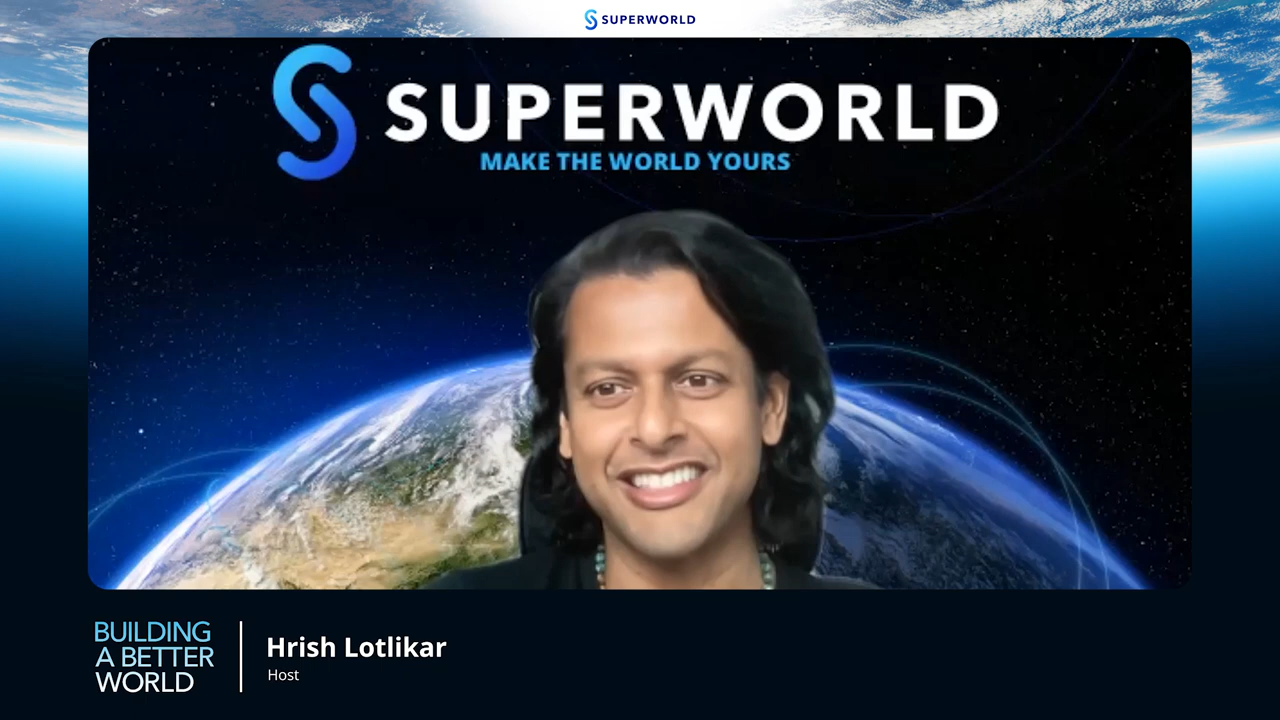 SUPERWORLD
SUPERWORLD
MAKE THE WORLD YOURS
BUILDING
A BETTER
WORLD
Hrish Lotlikar
Host